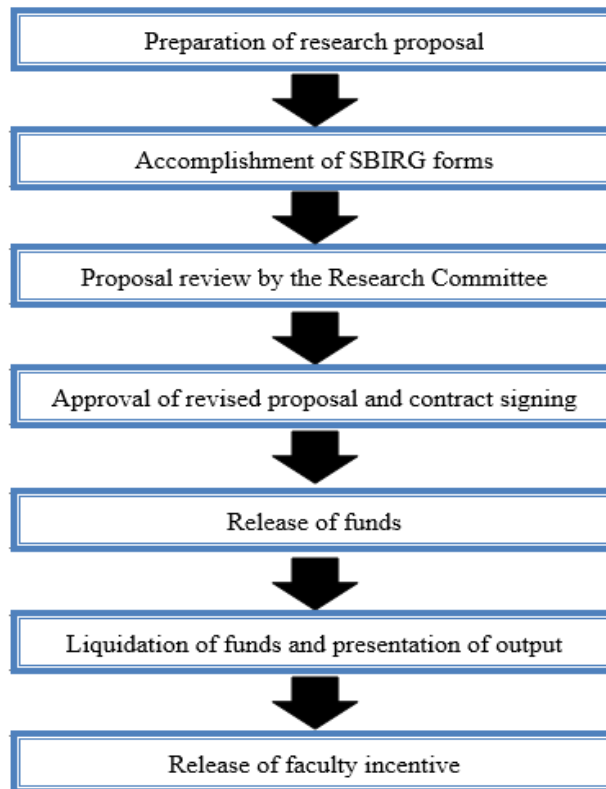 Preparation of research proposal
Accomplishment of SBIRG forms
Proposal review by the Research Committee
Approval of revised proposal and contract signing
Release of funds
Liquidation of funds and presentation of output
Release of faculty incentive